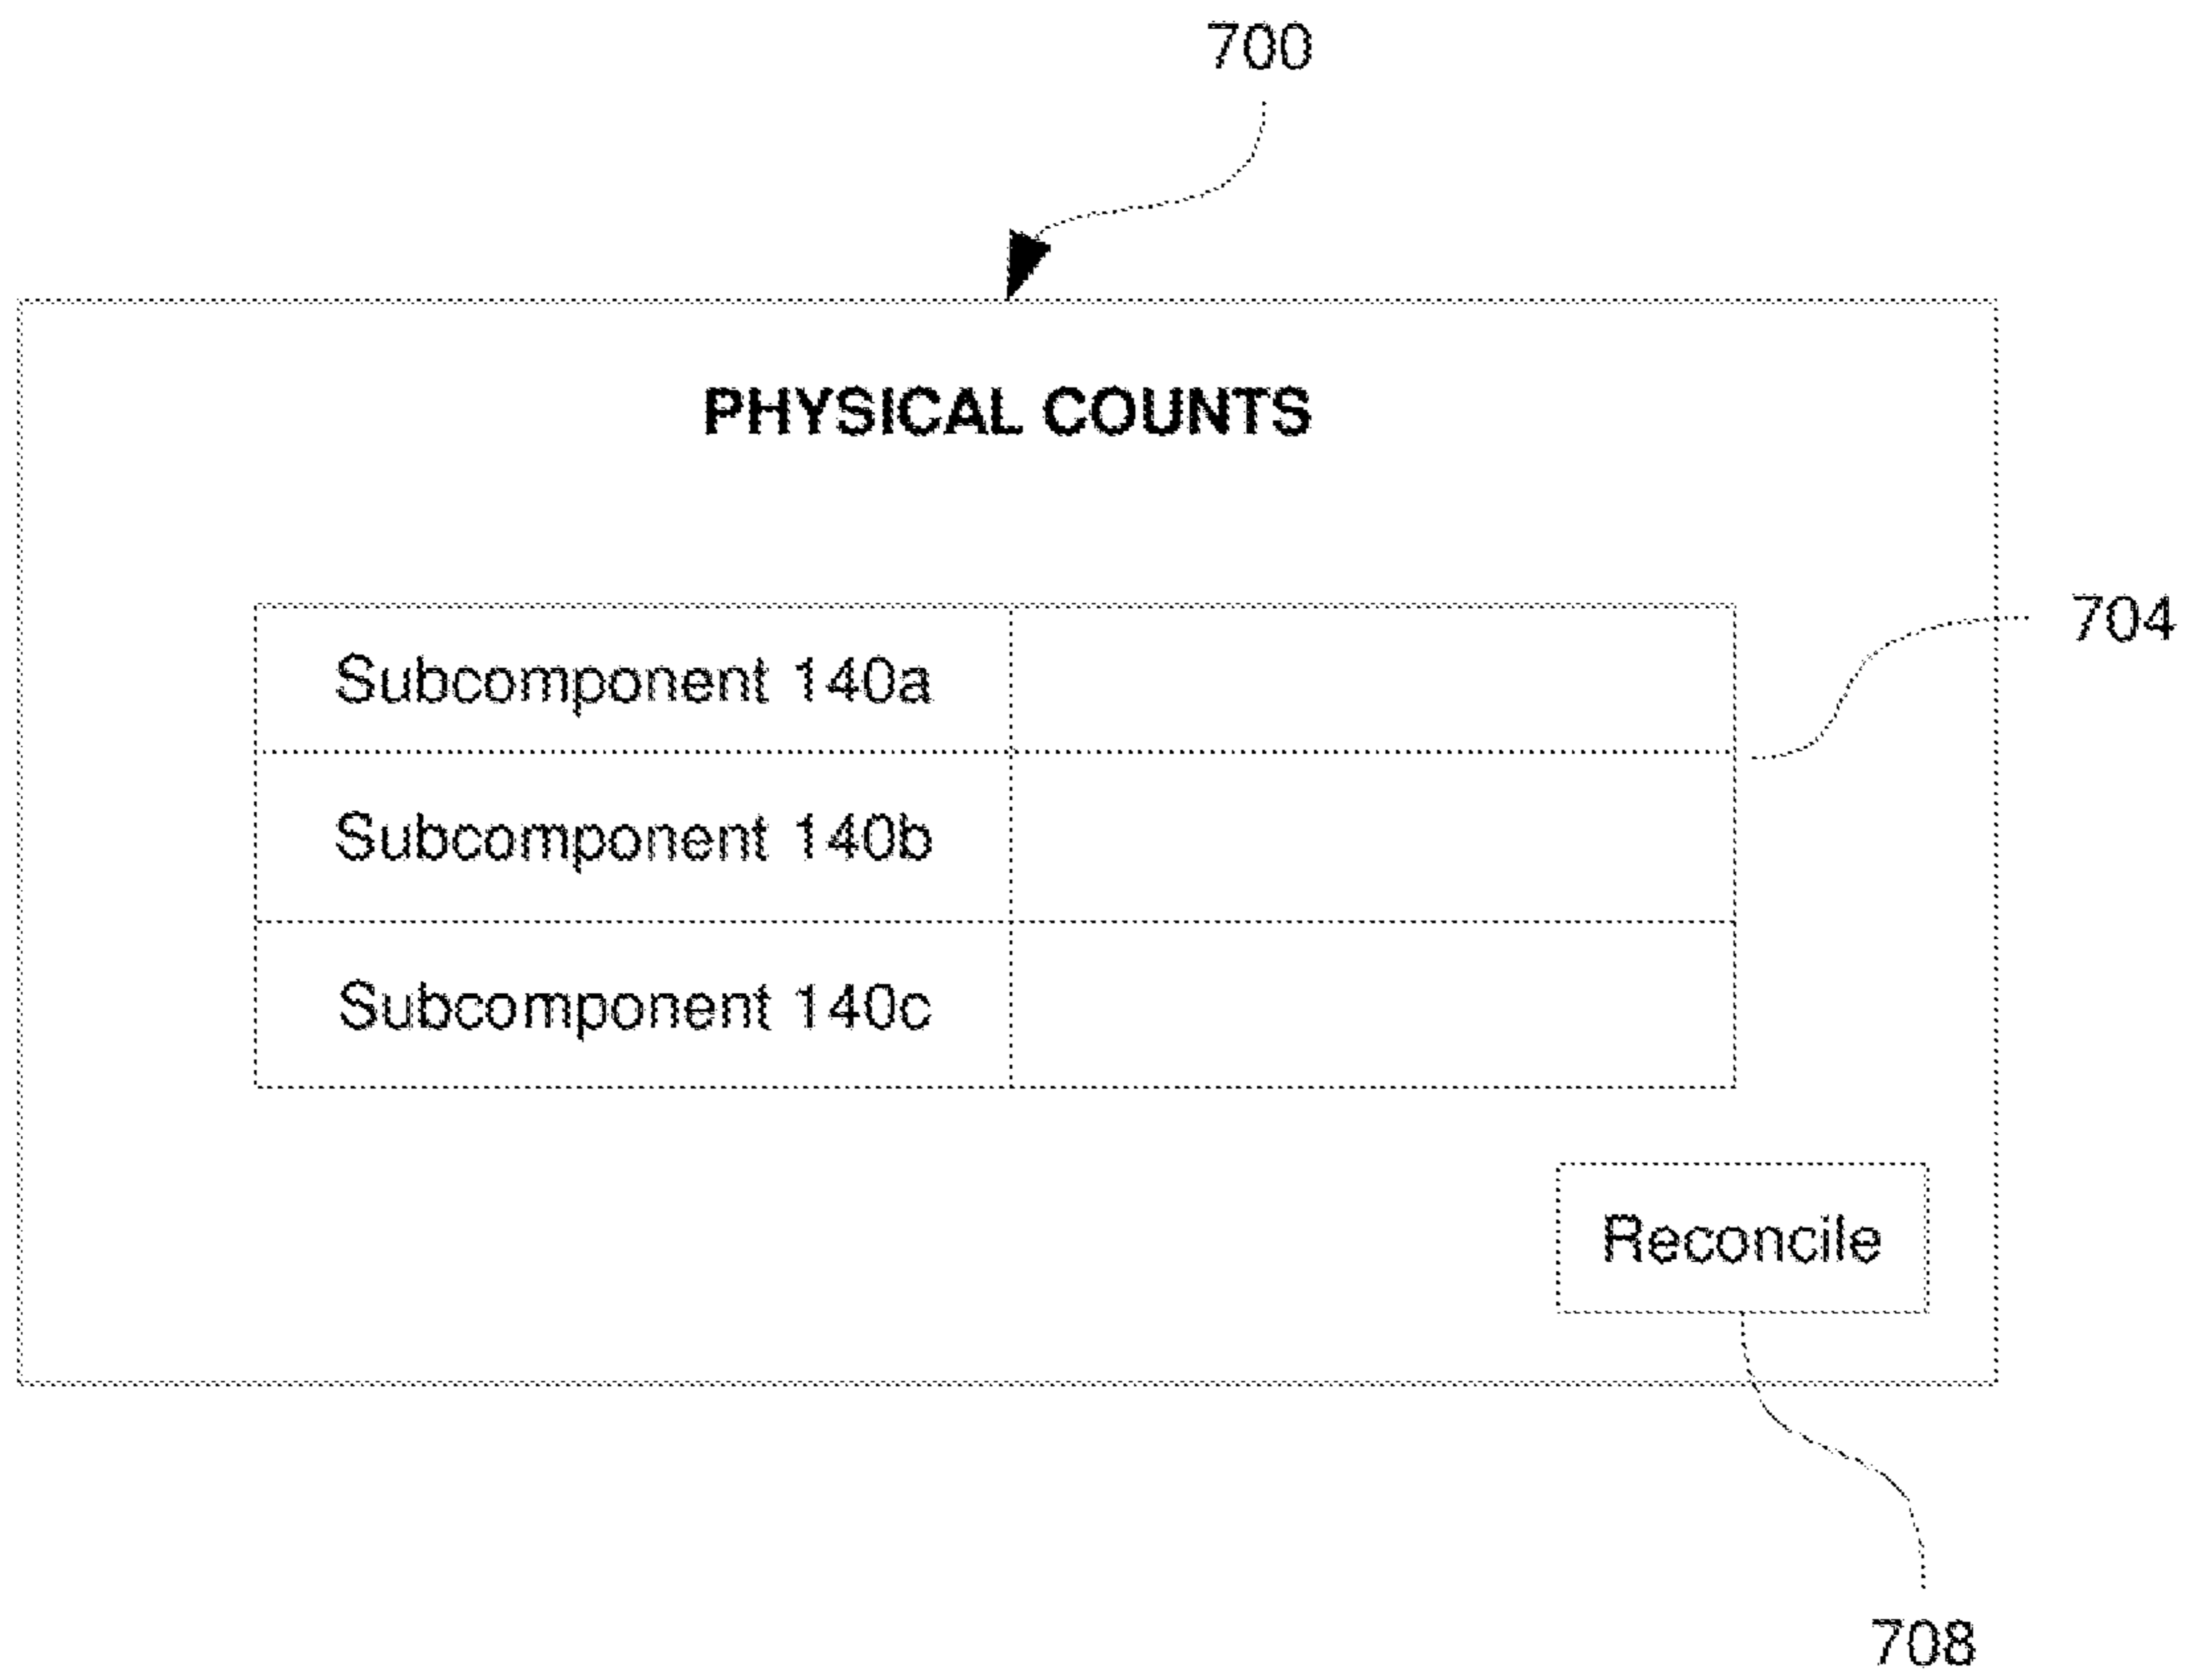 700
PHYSICAL COUNTS
704
Subcomponent 140a
Subcomponent 140b
Subcomponent 140c
Reconcile
708